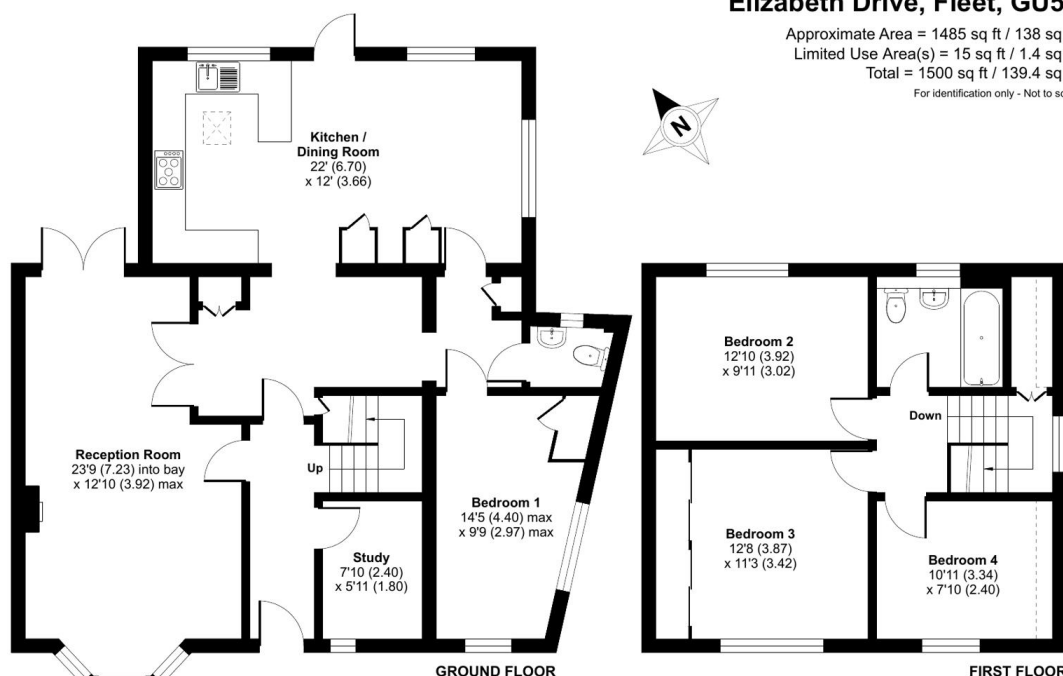 Elizabeth Drive, Fleet, GU5
Approximate Area = 1485 sq ft / 138 sq
Limited Use Area(s) = 15 sq ft / 1.4 sq
Total = 1500 sq ft / 139.4 sq
For identification only - Not to sc
N
Kitchen /
Dining Room
22' (6.70)
x 12' (3.66)
Reception Room
23'9 (7.23) into bay
x 12'10 (3.92) max
Up
Study
7'10 (2.40)
x 5'11 (1.80)
Bedroom 1
14'5 (4.40) max
x 9'9 (2.97) max
GROUND FLOOR
Bedroom 2
12'10 (3.92)
x 9'11 (3.02)
Down
Bedroom 3
12'8 (3.87)
x 11'3 (3.42)
Bedroom 4
10'11 (3.34)
x 7'10 (2.40)
FIRST FLOOR